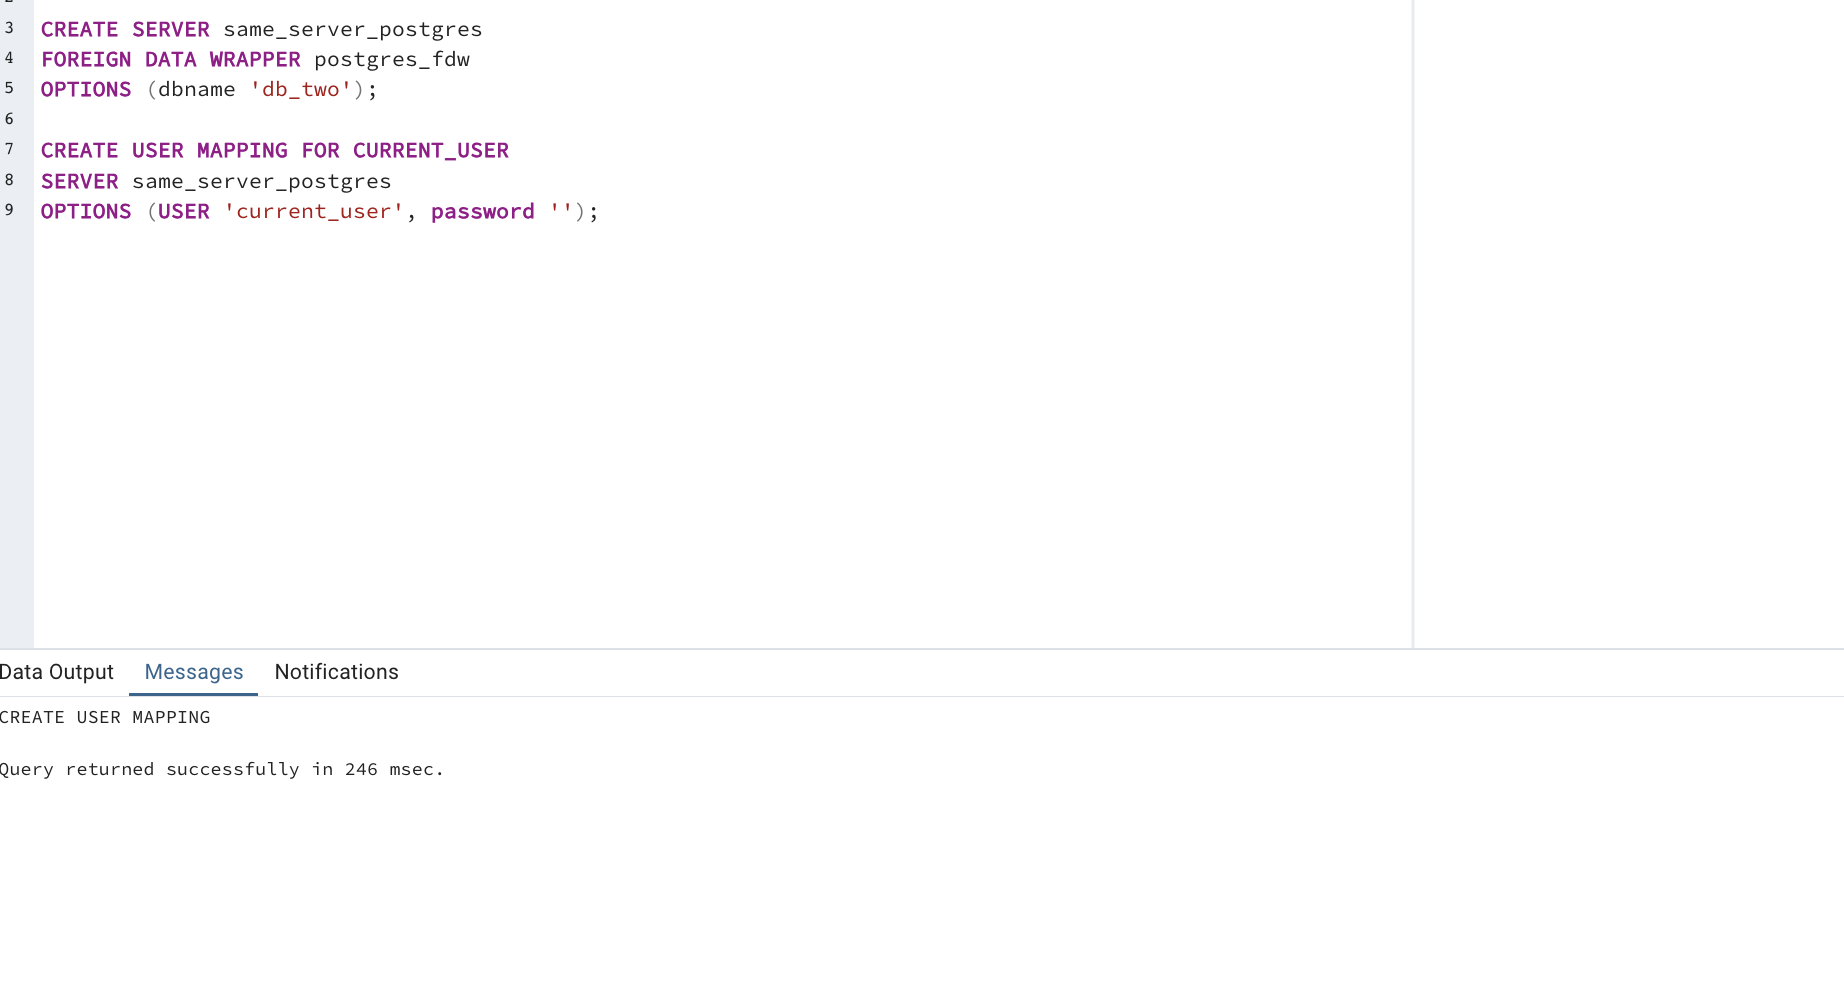 3 CREATE SERVER same_server_postgres
4 FOREIGN DATA WRAPPER postgres_fdw
5 OPTIONS (dbname 'db_two');
6
7 CREATE USER MAPPING FOR CURRENT_USER
8 SERVER same_server_postgres
9 OPTIONS (USER 'current_user', password '');
Data Output Messages Notifications
CREATE USER MAPPING
Query returned successfully in 246 msec.